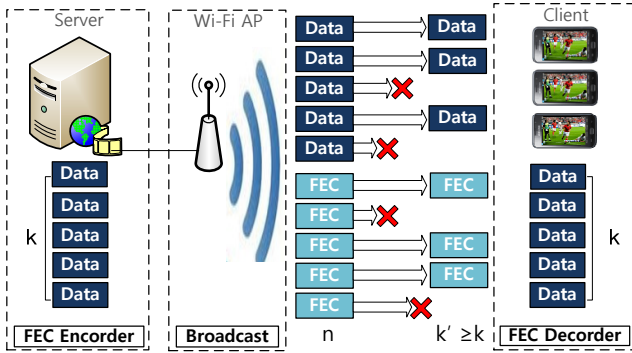 Server
Wi-Fi AP
Client
Data Data
Data Data
Data
Data Data
Data
FEC FEC
FEC
FEC FEC
FEC FEC
FEC
Data
Data
Data
Data
Data
k
Data
Data
Data
Data
Data
k
FEC Encorder
Broadcast
n
k′ ≥k
FEC Decorder